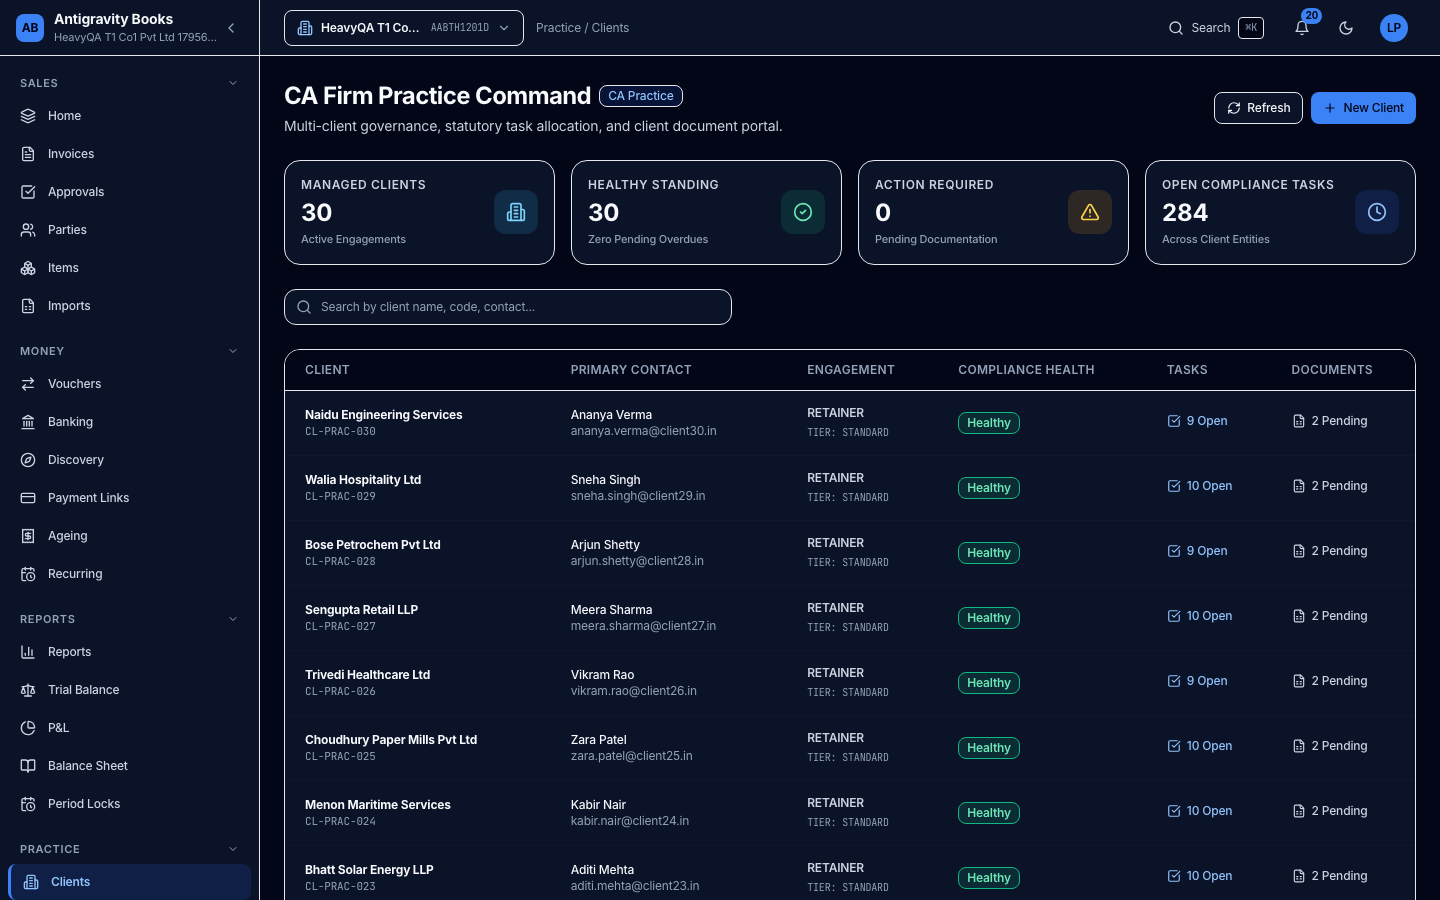 AB
Antigravity Books
HeavyQA T1 Co1 Pvt Ltd 17956...
SALES
Home
Invoices
Approvals
Parties
Items
Imports
MONEY
Vouchers
Banking
Discovery
Payment Links
Ageing
Recurring
REPORTS
Reports
Trial Balance
P&L
Balance Sheet
Period Locks
PRACTICE
Clients
HeavyQA T1 Co... AABTH1201D
Practice / Clients
Search ⌘K
20
LP
CA Firm Practice Command CA Practice
Multi-client governance, statutory task allocation, and client document portal.
Refresh
New Client
MANAGED CLIENTS
30
Active Engagements
HEALTHY STANDING
30
Zero Pending Overdues
ACTION REQUIRED
0
Pending Documentation
OPEN COMPLIANCE TASKS
284
Across Client Entities
Search by client name, code, contact...
CLIENT PRIMARY CONTACT ENGAGEMENT COMPLIANCE HEALTH TASKS DOCUMENTS
Naidu Engineering Services Ananya Verma RETAINER Healthy 9 Open 2 Pending
CL-PRAC-030 ananya.verma@client30.in TIER: STANDARD
Walia Hospitality Ltd Sneha Singh RETAINER Healthy 10 Open 2 Pending
CL-PRAC-029 sneha.singh@client29.in TIER: STANDARD
Bose Petrochem Pvt Ltd Arjun Shetty RETAINER Healthy 9 Open 2 Pending
CL-PRAC-028 arjun.shetty@client28.in TIER: STANDARD
Sengupta Retail LLP Meera Sharma RETAINER Healthy 10 Open 2 Pending
CL-PRAC-027 meera.sharma@client27.in TIER: STANDARD
Trivedi Healthcare Ltd Vikram Rao RETAINER Healthy 9 Open 2 Pending
CL-PRAC-026 vikram.rao@client26.in TIER: STANDARD
Choudhury Paper Mills Pvt Ltd Zara Patel RETAINER Healthy 10 Open 2 Pending
CL-PRAC-025 zara.patel@client25.in TIER: STANDARD
Menon Maritime Services Kabir Nair RETAINER Healthy 10 Open 2 Pending
CL-PRAC-024 kabir.nair@client24.in TIER: STANDARD
Bhatt Solar Energy LLP Aditi Mehta RETAINER Healthy 10 Open 2 Pending
CL-PRAC-023 aditi.mehta@client23.in TIER: STANDARD